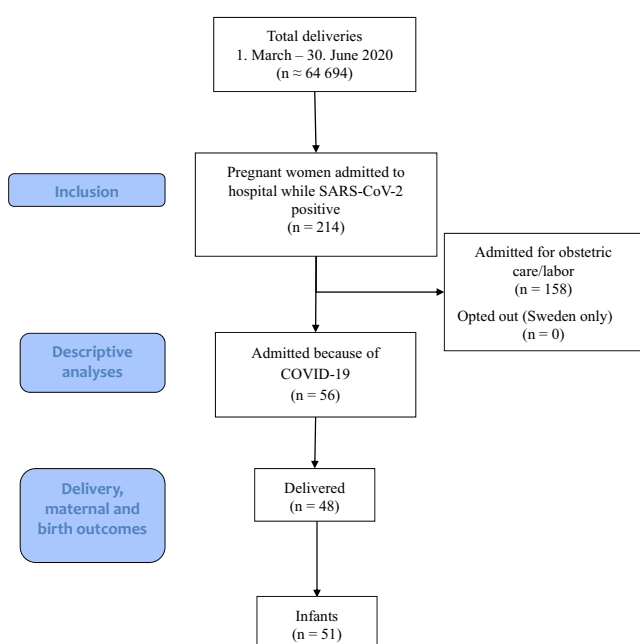 Total deliveries
1. March – 30. June 2020
(n ≈ 64 694)
Inclusion
Pregnant women admitted to
hospital while SARS-CoV-2
positive
(n = 214)
Admitted for obstetric
care/labor
(n = 158)
Opted out (Sweden only)
(n = 0)
Descriptive
analyses
Admitted because of
COVID-19
(n = 56)
Delivery,
maternal and
birth outcomes
Delivered
(n = 48)
Infants
(n = 51)